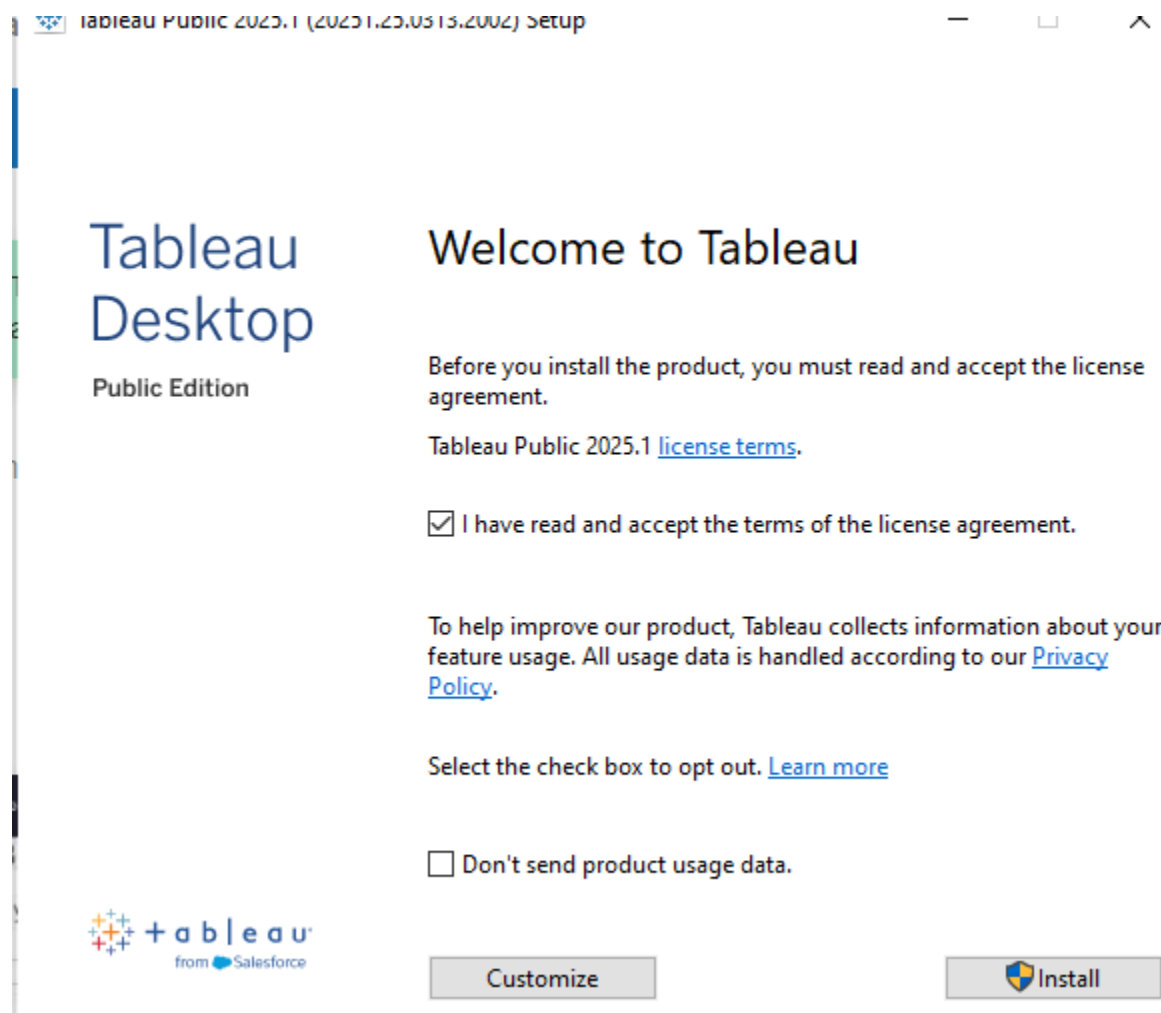 Tableau Public 2025.1 (20251.25.0313.2002) Setup
Tableau
Desktop
Public Edition
Welcome to Tableau
Before you install the product, you must read and accept the license
agreement.
Tableau Public 2025.1 license terms.
I have read and accept the terms of the license agreement.
To help improve our product, Tableau collects information about your
feature usage. All usage data is handled according to our Privacy
Policy.
Select the check box to opt out. Learn more
Don't send product usage data.
+ a b l e a u
from Salesforce
Customize
Install